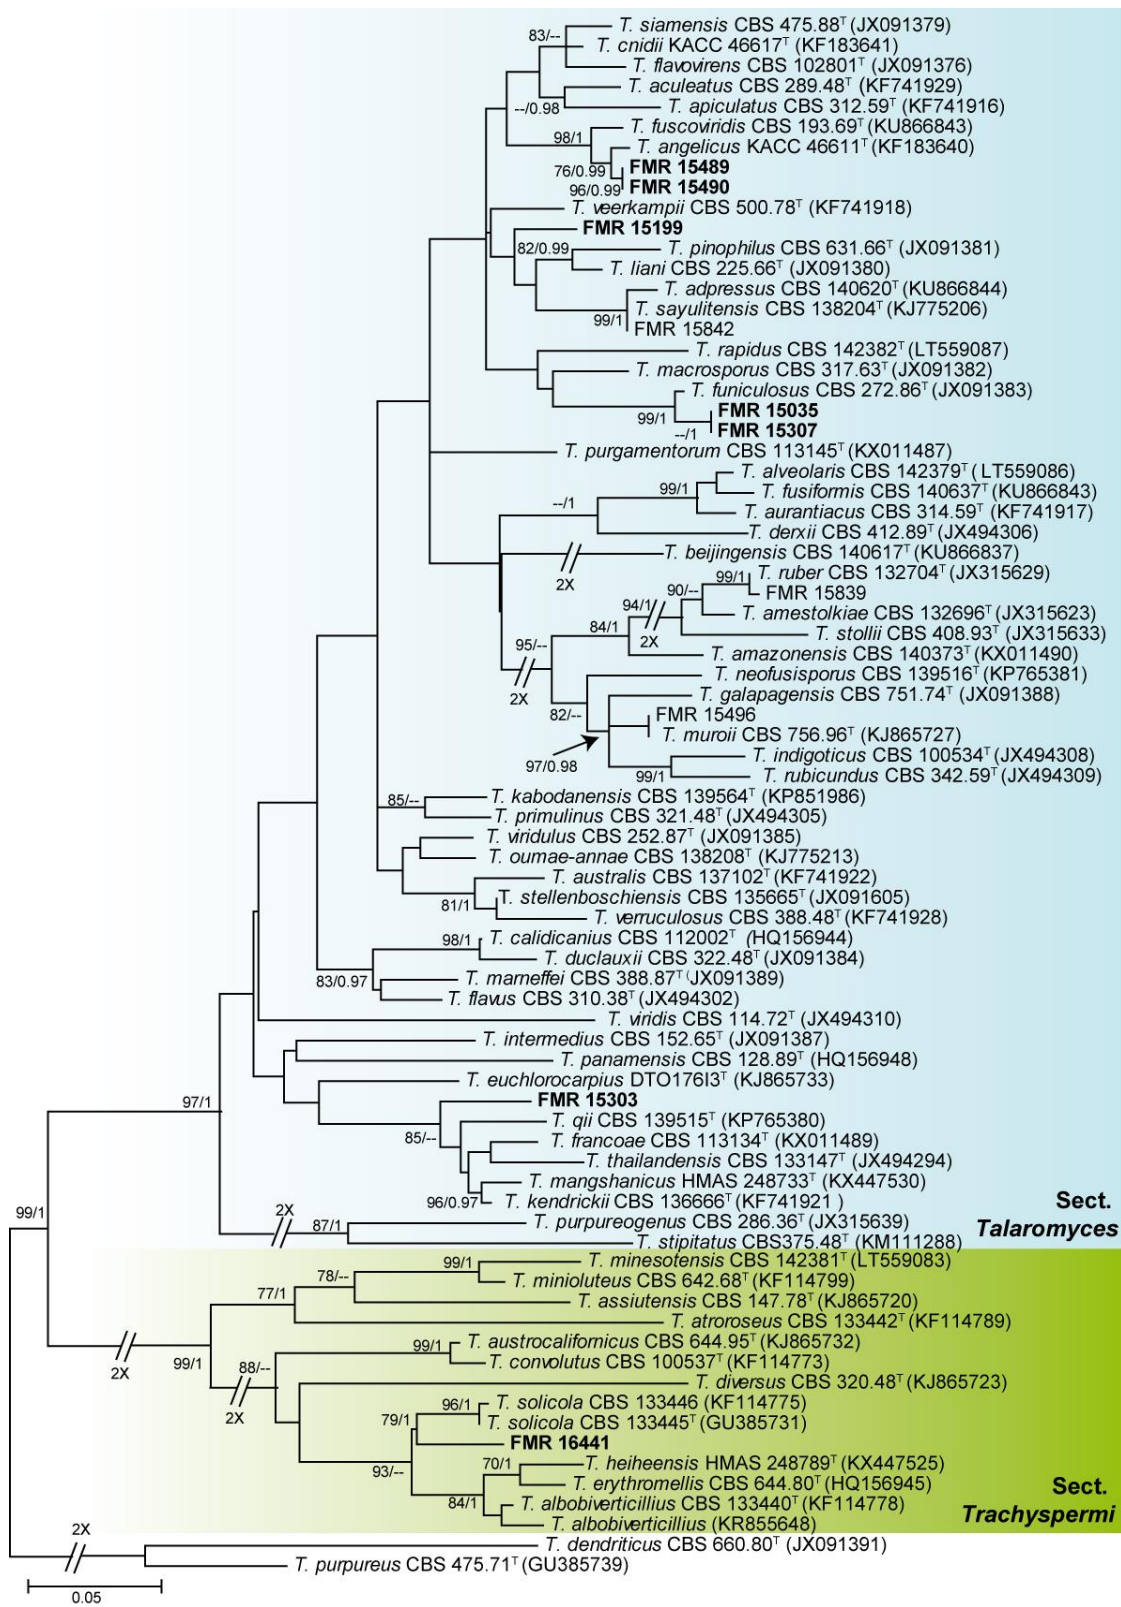 T. siamensis CBS 475.88T (JX091379)
83/--
T. cnidii KACC 46617T (KF183641)
T. flavovirens CBS 102801T (JX091376)
T. aculeatus CBS 289.48T (KF741929)
--/0.98
T. apiculatus CBS 312.59T (KF741916)
T. fuscoviridis CBS 193.69T (KU866843)
98/1
T. angelicus KACC 46611T (KF183640)
76/0.99
FMR 15489
96/0.99
FMR 15490
T. veerkampii CBS 500.78T (KF741918)
FMR 15199
82/0.99
T. pinophilus CBS 631.66T (JX091381)
T. liani CBS 225.66T (JX091380)
T. adpressus CBS 140620T (KU866844)
T. sayulitensis CBS 138204T (KJ775206)
99/1
FMR 15842
T. rapidus CBS 142382T (LT559087)
T. macrosporus CBS 317.63T (JX091382)
T. funiculosus CBS 272.86T (JX091383)
99/1
FMR 15035
--/1
FMR 15307
T. purgamentorum CBS 113145T (KX011487)
T. alveolaris CBS 142379T ( LT559086)
99/1
T. fusiformis CBS 140637T (KU866843)
--/1
T. aurantiacus CBS 314.59T (KF741917)
T. derxii CBS 412.89T (JX494306)
T. beijingensis CBS 140617T (KU866837)
2X
99/1
T. ruber CBS 132704T (JX315629)
90/--
FMR 15839
94/1
T. amestolkiae CBS 132696T (JX315623)
84/1
2X
T. stollii CBS 408.93T (JX315633)
95/--
T. amazonensis CBS 140373T (KX011490)
T. neofusisporus CBS 139516T (KP765381)
2X
T. galapagensis CBS 751.74T (JX091388)
82/--
FMR 15496
T. muroii CBS 756.96T (KJ865727)
T. indigoticus CBS 100534T (JX494308)
97/0.98
99/1
T. rubicundus CBS 342.59T (JX494309)
T. kabodanensis CBS 139564T (KP851986)
85/--
T. primulinus CBS 321.48T (JX494305)
T. viridulus CBS 252.87T (JX091385)
T. oumae-annae CBS 138208T (KJ775213)
T. australis CBS 137102T (KF741922)
81/1
T. stellenboschiensis CBS 135665T (JX091605)
T. verruculosus CBS 388.48T (KF741928)
98/1
T. calidicanius CBS 112002T (HQ156944)
T. duclauxii CBS 322.48T (JX091384)
83/0.97
T. marneffei CBS 388.87T (JX091389)
T. flavus CBS 310.38T (JX494302)
T. viridis CBS 114.72T (JX494310)
T. intermedius CBS 152.65T (JX091387)
T. panamensis CBS 128.89T (HQ156948)
T. euchlorocarpius DTO176I3T (KJ865733)
97/1
FMR 15303
T. qii CBS 139515T (KP765380)
85/--
T. francoae CBS 113134T (KX011489)
T. thailandensis CBS 133147T (JX494294)
T. mangshanicus HMAS 248733T (KX447530)
96/0.97
T. kendrickii CBS 136666T (KF741921 )
Sect.
99/1
2X
87/1
T. purpureogenus CBS 286.36T (JX315639)
Talaromyces
T. stipitatus CBS375.48T (KM111288)
99/1
T. minesotensis CBS 142381T (LT559083)
78/--
T. minioluteus CBS 642.68T (KF114799)
77/1
T. assiutensis CBS 147.78T (KJ865720)
T. atroroseus CBS 133442T (KF114789)
99/1
T. austrocalifornicus CBS 644.95T (KJ865732)
2X
99/1
88/--
T. convolutus CBS 100537T (KF114773)
T. diversus CBS 320.48T (KJ865723)
2X
96/1
T. solicola CBS 133446 (KF114775)
79/1
T. solicola CBS 133445T (GU385731)
FMR 16441
93/--
70/1
T. heiheensis HMAS 248789T (KX447525)
T. erythromellis CBS 644.80T (HQ156945)
Sect.
84/1
T. albobiverticillius CBS 133440T (KF114778)
Trachyspermi
T. albobiverticillius (KR855648)
2X
T. dendriticus CBS 660.80T (JX091391)
T. purpureus CBS 475.71T (GU385739)
0.05